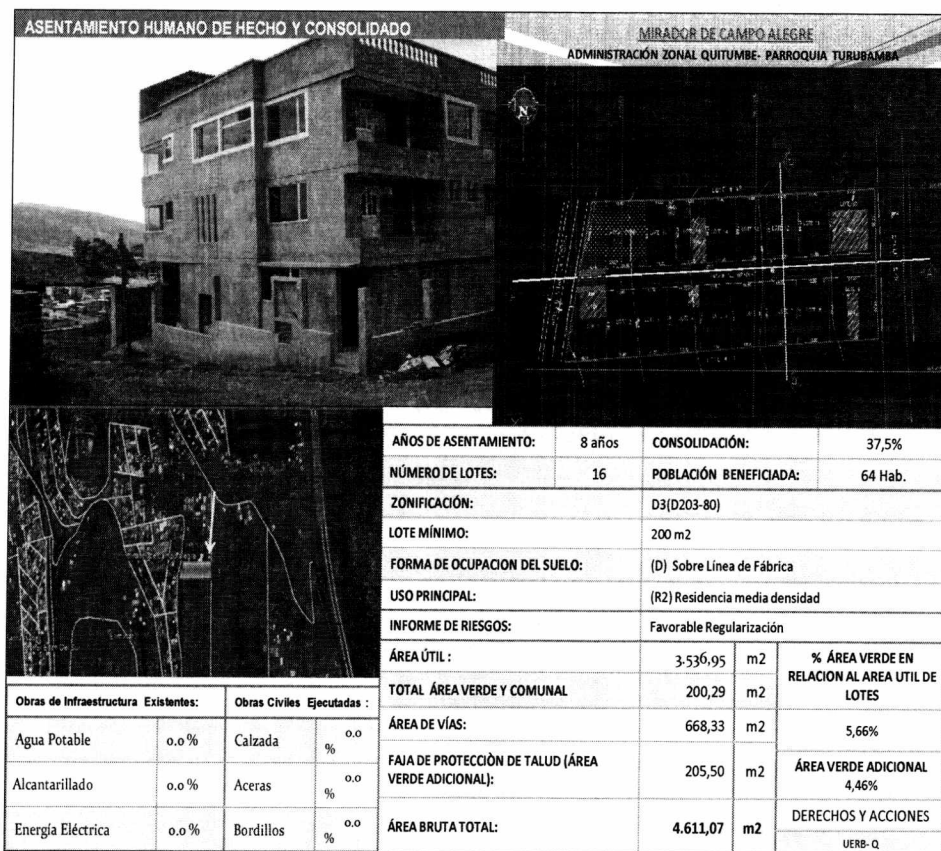 ASENTAMIENTO HUMANO DE HECHO Y CONSOLIDADO
MIRADOR DE CAMPO ALEGRE
ADMINISTRACIÓN ZONAL QUITUMBE- PARROQUIA TURUBAMBA
N
AÑOS DE ASENTAMIENTO: 8 años CONSOLIDACIÓN: 37,5%
NÚMERO DE LOTES: 16 POBLACIÓN BENEFICIADA: 64 Hab.
ZONIFICACIÓN: D3(D203-80)
LOTE MÍNIMO: 200 m2
FORMA DE OCUPACION DEL SUELO: (D) Sobre Línea de Fábrica
USO PRINCIPAL: (R2) Residencia media densidad
INFORME DE RIESGOS: Favorable Regularización
ÁREA ÚTIL : 3.536,95 m2
% ÁREA VERDE EN
RELACION AL AREA UTIL DE
LOTES
TOTAL ÁREA VERDE Y COMUNAL 200,29 m2
ÁREA DE VÍAS: 668,33 m2 5,66%
FAJA DE PROTECCIÒN DE TALUD (ÁREA
VERDE ADICIONAL): 205,50 m2
ÁREA VERDE ADICIONAL
4,46%
ÁREA BRUTA TOTAL: 4.611,07 m2
DERECHOS Y ACCIONES
UERB- Q
Obras de Infraestructura Existentes: Obras Civiles Ejecutadas :
Agua Potable 0.0 % Calzada 0.0
%
Alcantarillado 0.0 % Aceras 0.0
%
Energía Eléctrica 0.0 % Bordillos 0.0
%